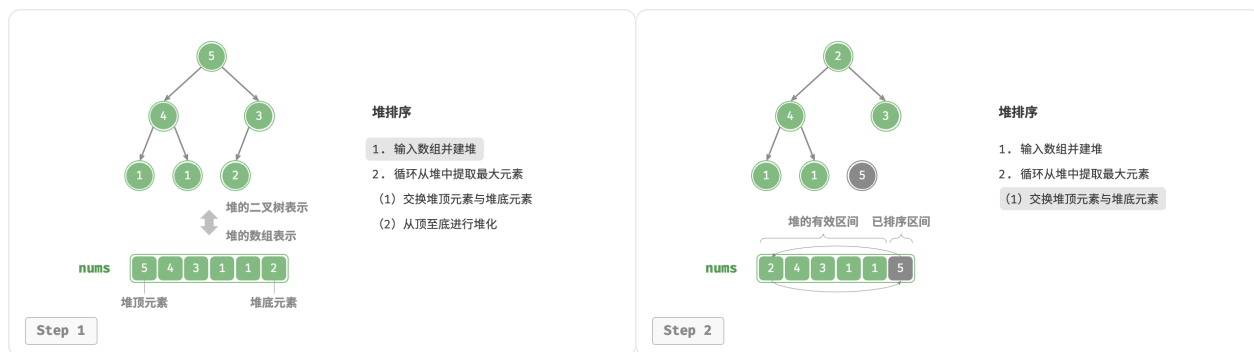 5
堆排序
4
3
1. 输入数组并建堆
2. 循环从堆中提取最大元素
1
1
2
(1) 交换堆顶元素与堆底元素
堆的二叉树表示
(2) 从顶至底进行堆化
堆的数组表示
nums
5 4 3 1 1 2
堆顶元素
堆底元素
Step 1
2
堆排序
4
3
1. 输入数组并建堆
2. 循环从堆中提取最大元素
1
1
5
(1) 交换堆顶元素与堆底元素
堆的有效区间
已排序区间
nums
2 4 3 1 1 5
Step 2